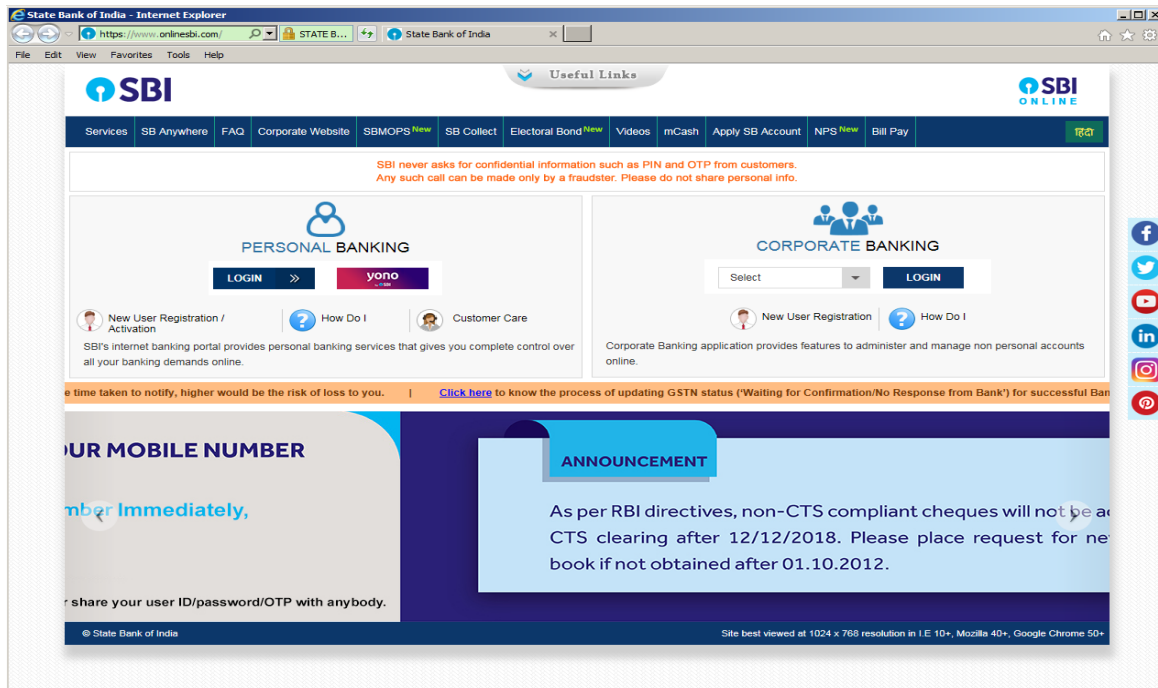 State Bank of India - Internet Explorer
https://www.onlinesbi.com/ STATE B... State Bank of India
File Edit View Favorites Tools Help
Useful Links
SBI
SBI
ONLINE
Services SB Anywhere FAQ Corporate Website SBMOPS New SB Collect Electoral Bond New Videos mCash Apply SB Account NPS New Bill Pay हिंदी
SBI never asks for confidential information such as PIN and OTP from customers.
Any such call can be made only by a fraudster. Please do not share personal info.
PERSONAL BANKING
LOGIN » yono
New User Registration /
Activation
How Do I
Customer Care
SBI's internet banking portal provides personal banking services that gives you complete control over
all your banking demands online.
CORPORATE BANKING
Select LOGIN
New User Registration
How Do I
Corporate Banking application provides features to administer and manage non personal accounts
online.
e time taken to notify, higher would be the risk of loss to you. | Click here to know the process of updating GSTN status ('Waiting for Confirmation/No Response from Bank') for successful Ban
UR MOBILE NUMBER
mber Immediately,
r share your user ID/password/OTP with anybody.
ANNOUNCEMENT
As per RBI directives, non-CTS compliant cheques will not be a
CTS clearing after 12/12/2018. Please place request for ne
book if not obtained after 01.10.2012.
© State Bank of India
Site best viewed at 1024 x 768 resolution in I.E 10+, Mozilla 40+, Google Chrome 50+